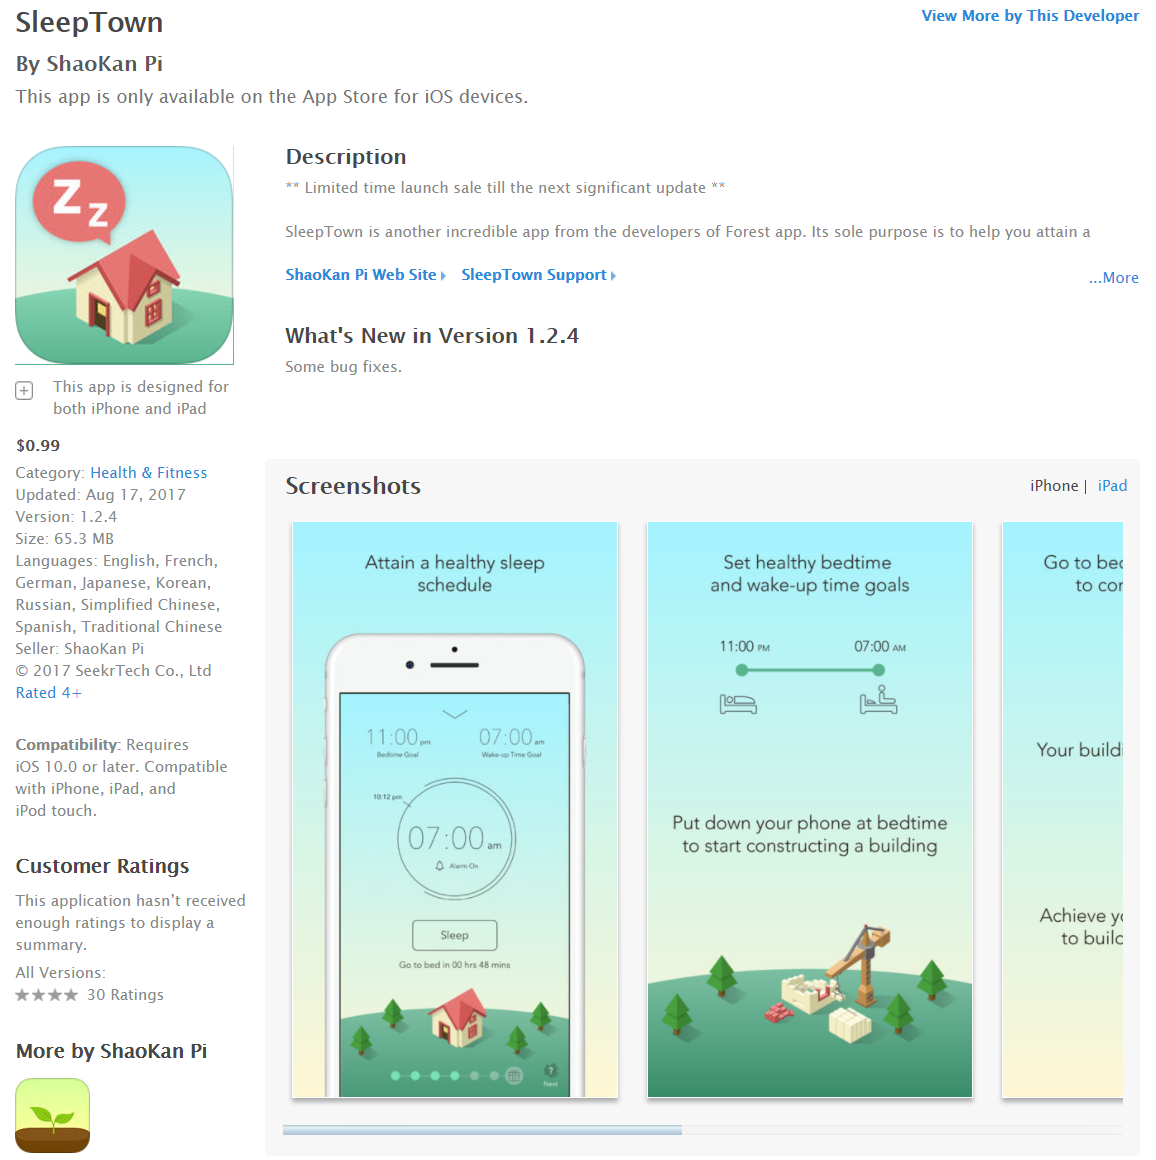 SleepTown
View More by This Developer
By ShaoKan Pi
This app is only available on the App Store for iOS devices.
Z z
This app is designed for
both iPhone and iPad
$0.99
Category: Health & Fitness
Updated: Aug 17, 2017
Version: 1.2.4
Size: 65.3 MB
Languages: English, French,
German, Japanese, Korean,
Russian, Simplified Chinese,
Spanish, Traditional Chinese
Seller: ShaoKan Pi
© 2017 SeekrTech Co., Ltd
Rated 4+
Compatibility: Requires
iOS 10.0 or later. Compatible
with iPhone, iPad, and
iPod touch.
Customer Ratings
This application hasn’t received
enough ratings to display a
summary.
All Versions:
★★★★ 30 Ratings
More by ShaoKan Pi
Description
** Limited time launch sale till the next significant update **
SleepTown is another incredible app from the developers of Forest app. Its sole purpose is to help you attain a
ShaoKan Pi Web Site SleepTown Support
...More
What's New in Version 1.2.4
Some bug fixes.
Screenshots
iPhone | iPad
Attain a healthy sleep
schedule
11:00 pm 07:00 am
Bedtime Goal Wake-up Time Goal
10:12 pm
07:00 am
Alarm On
Sleep
Go to bed in 00 hrs 48 mins
?
Next
Set healthy bedtime
and wake-up time goals
11:00 PM 07:00 AM
Put down your phone at bedtime
to start constructing a building
Go to bec
to cor
Your buildi
Achieve yo
to builc